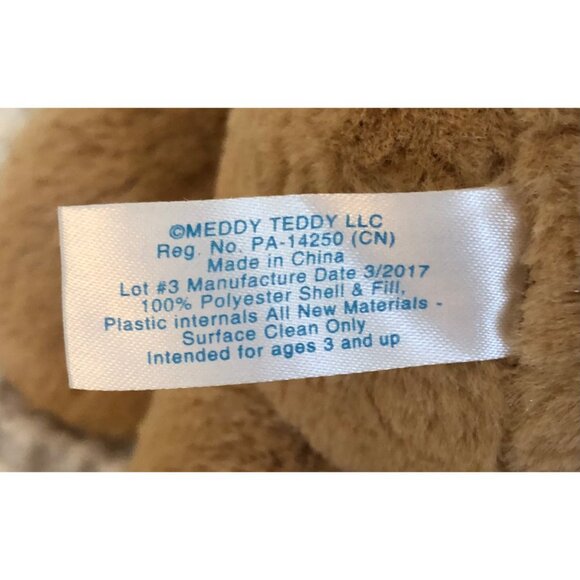 ©MEDDY TEDDY LLC
Reg. No. PA-14250 (CN)
Made in China
Lot #3 Manufacture Date 3/2017
100% Polyester Shell & Fill,
Plastic internals All New Materials -
Surface Clean Only
Intended for ages 3 and up